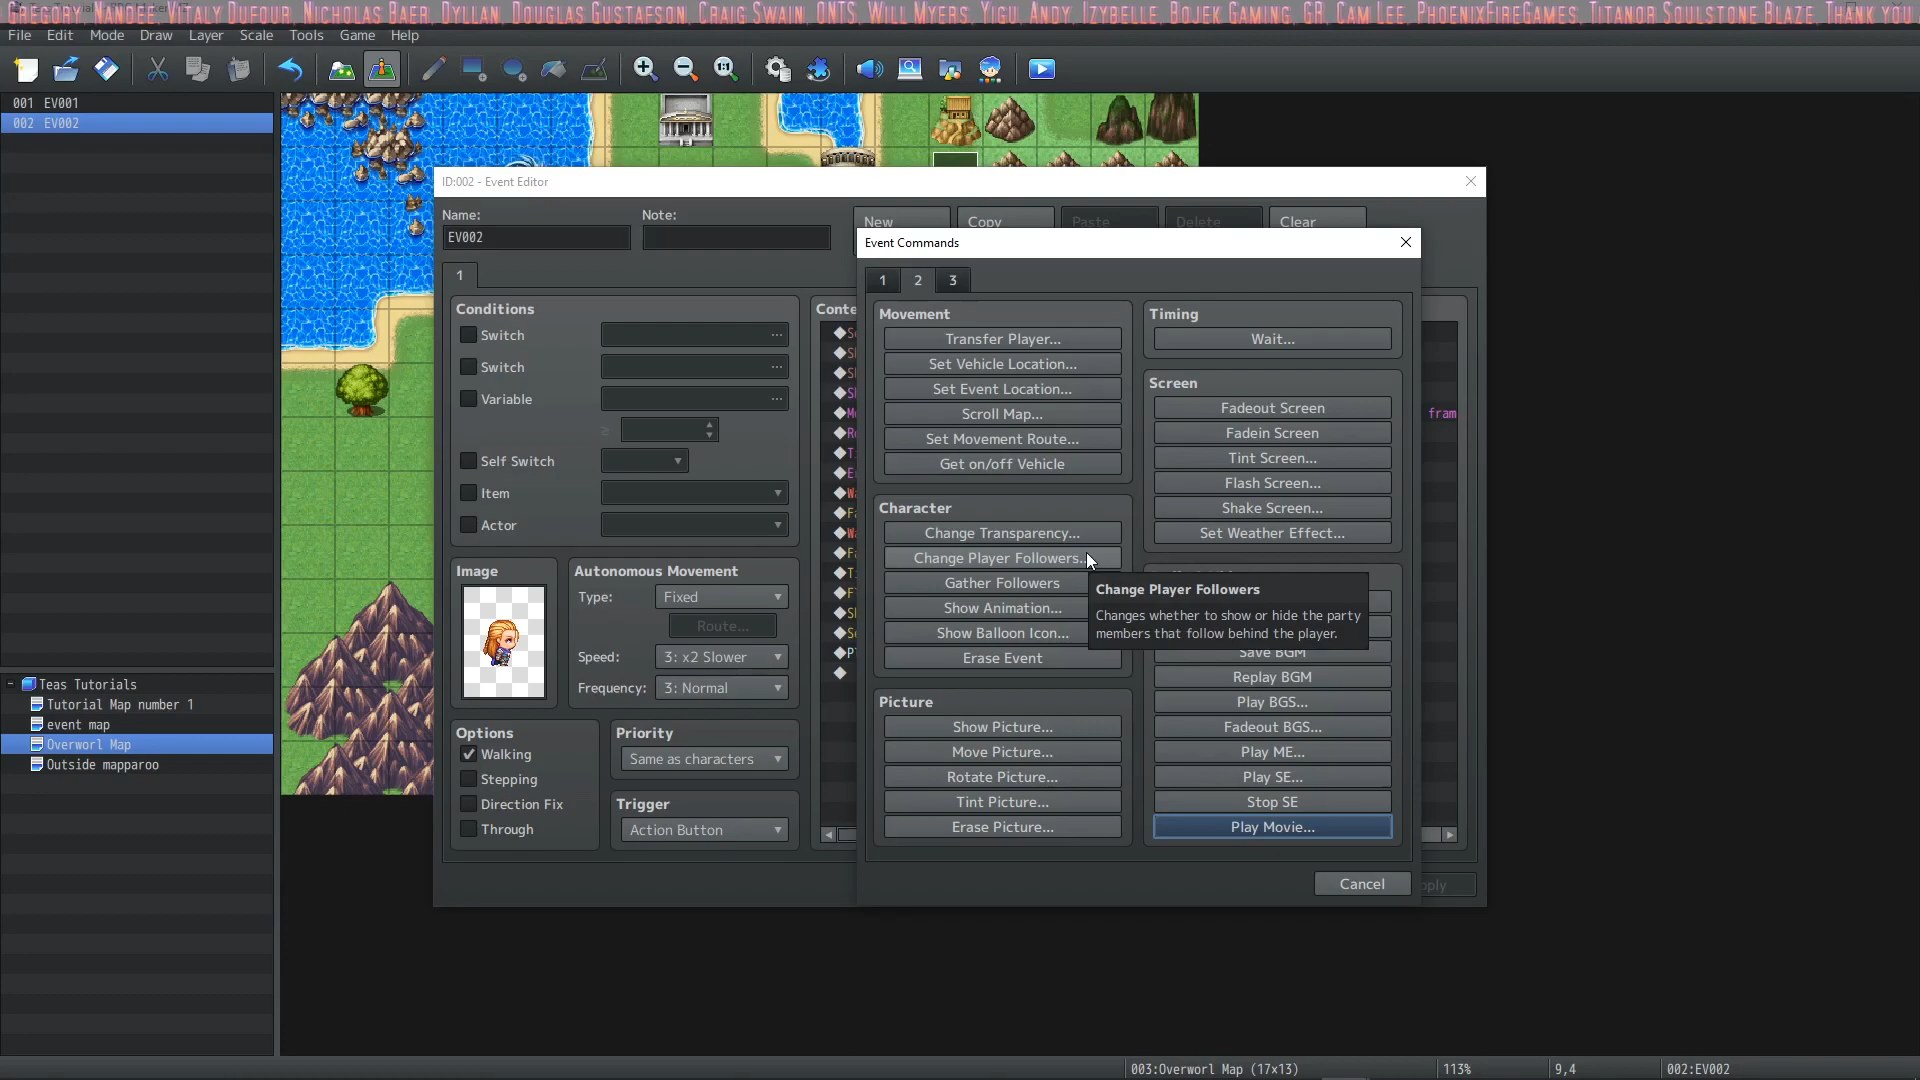 Gregory, Yandee, Vitaly Dufour, Nicholas Baer, Dyllan, Douglas Gustafson, Craig Swain, ONTS, Will Myers, Yigu, Andy, Izybelle, Bojek Gaming, GR, Cam Lee, PhoenixFireGames, Titanor Soulstone Blaze, Thank you
File Edit Mode Draw Layer Scale Tools Game Help
001 EV001
002 EV002
ID:002 - Event Editor
Name:
Note:
EV002
New
Copy
Paste
Delete
Clear
1
Conditions
Switch ...
Switch ...
Variable ...
≥
Self Switch
Item
Actor
Image
Autonomous Movement
Type: Fixed
Route...
Speed: 3: x2 Slower
Frequency: 3: Normal
Options
Walking
Stepping
Direction Fix
Through
Priority
Same as characters
Trigger
Action Button
Conte
fram
Event Commands
1 2 3
Movement
Transfer Player...
Set Vehicle Location...
Set Event Location...
Scroll Map...
Set Movement Route...
Get on/off Vehicle
Character
Change Transparency...
Change Player Followers...
Gather Followers
Show Animation...
Show Balloon Icon...
Erase Event
Picture
Show Picture...
Move Picture...
Rotate Picture...
Tint Picture...
Erase Picture...
Timing
Wait...
Screen
Fadeout Screen
Fadein Screen
Tint Screen...
Flash Screen...
Shake Screen...
Set Weather Effect...
Change Player Followers
Changes whether to show or hide the party
members that follow behind the player.
Save BGM
Replay BGM
Play BGS...
Fadeout BGS...
Play ME...
Play SE...
Stop SE
Play Movie...
Cancel
pply
Teas Tutorials
Tutorial Map number 1
event map
Overworl Map
Outside mapparoo
003:Overworl Map (17x13)
113%
9,4
002:EV002